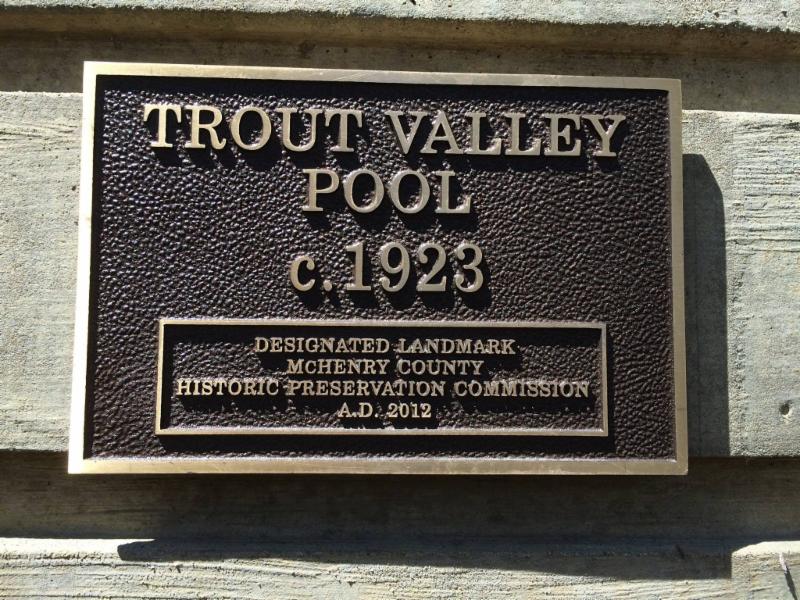 TROUT VALLEY
POOL
c.1923
DESIGNATED LANDMARK
McHENRY COUNTY
HISTORIC PRESERVATION COMMISSION
A.D. 2012